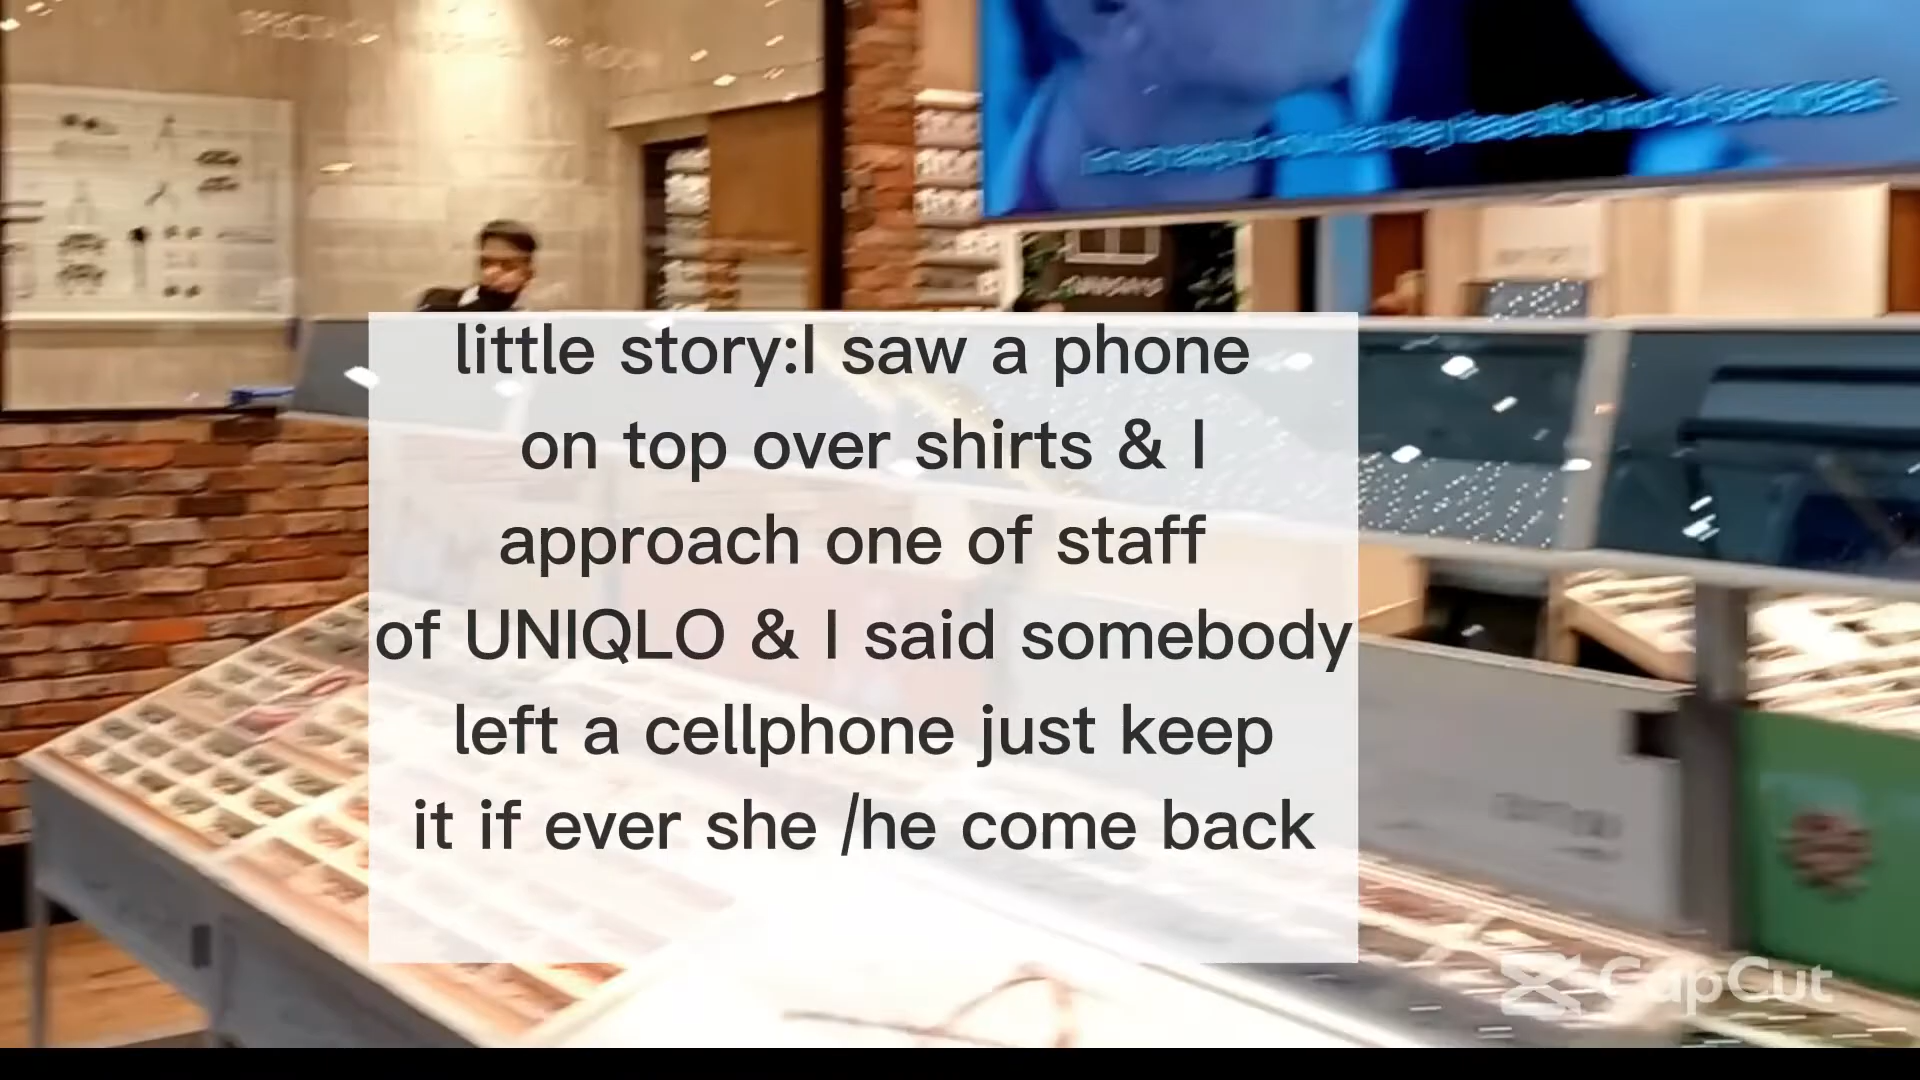 little story:I saw a phone
on top over shirts & I
approach one of staff
of UNIQLO & I said somebody
left a cellphone just keep
it if ever she /he come back
CapCut